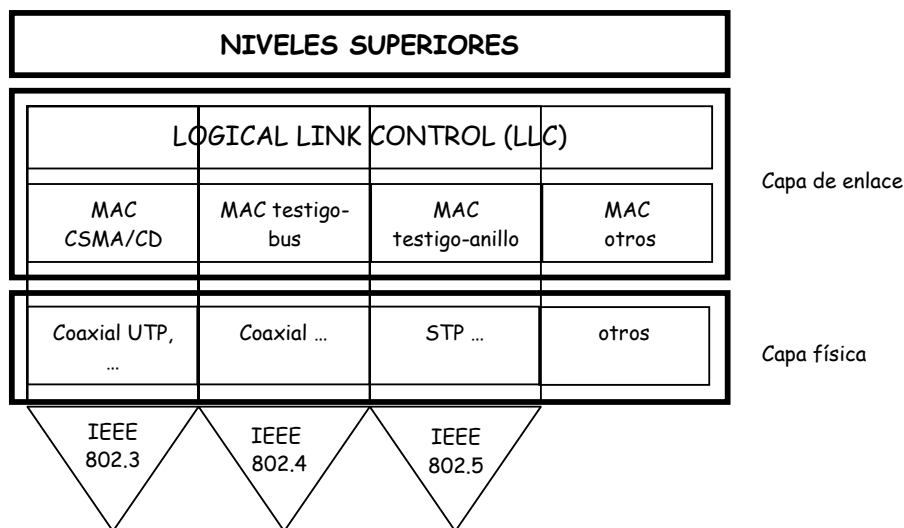 NIVELES SUPERIORES
LOGICAL LINK CONTROL (LLC)
Capa de enlace
MAC
CSMA/CD
MAC testigo-
bus
MAC
testigo-anillo
MAC
otros
Coaxial UTP,
...
Coaxial ...
STP ...
otros
Capa física
IEEE
802.3
IEEE
802.4
IEEE
802.5